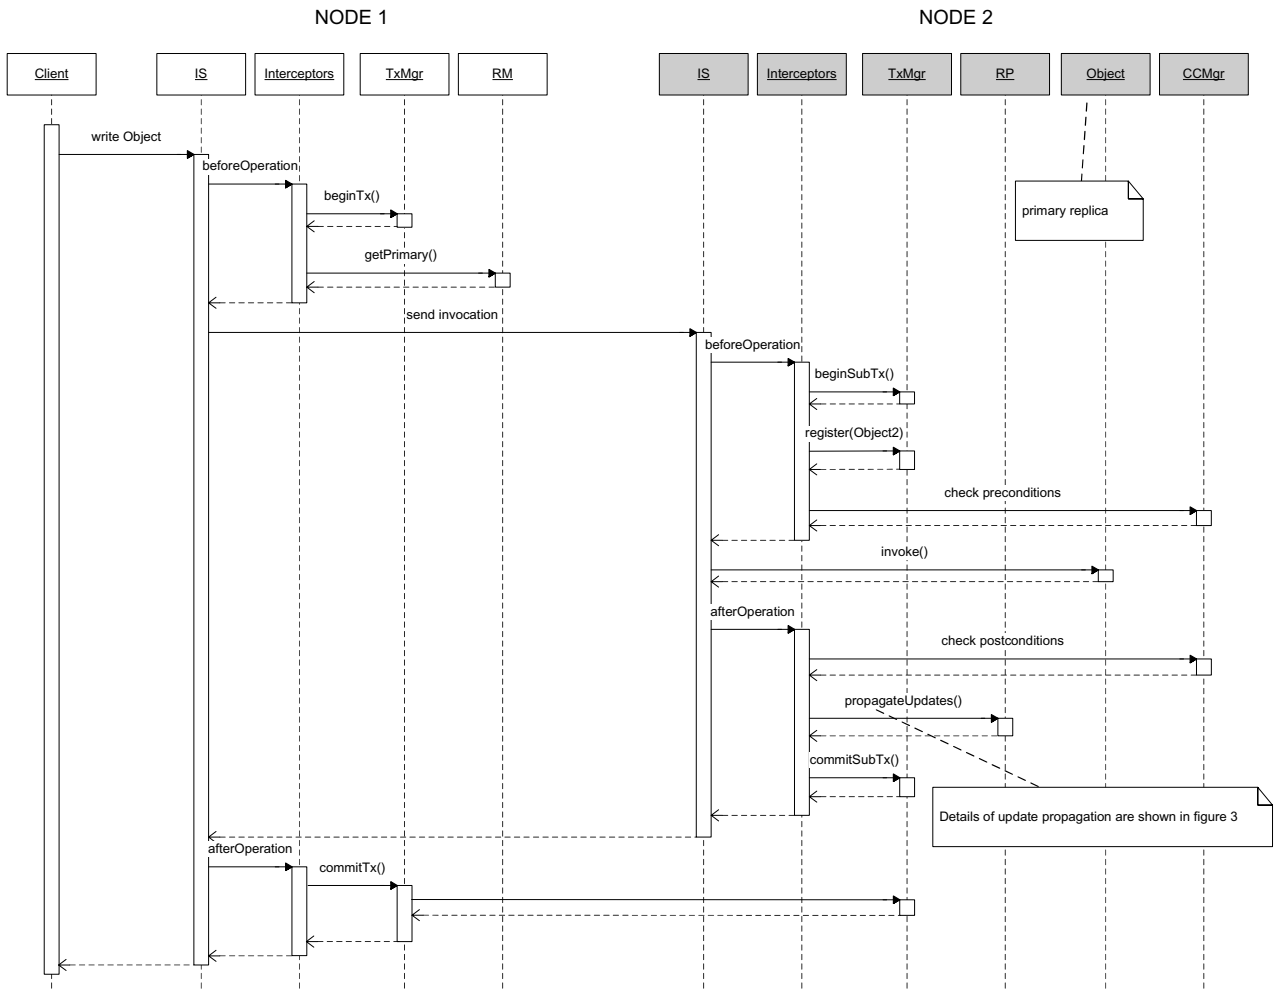 NODE 1
NODE 2
Client
IS
Interceptors
TxMgr
RM
IS
Interceptors
TxMgr
RP
Object
CCMgr
write Object
beforeOperation
beginTx()
primary replica
getPrimary()
send invocation
beforeOperation
beginSubTx()
register(Object2)
check preconditions
invoke()
afterOperation
check postconditions
propagateUpdates()
commitSubTx()
Details of update propagation are shown in figure 3
afterOperation
commitTx()